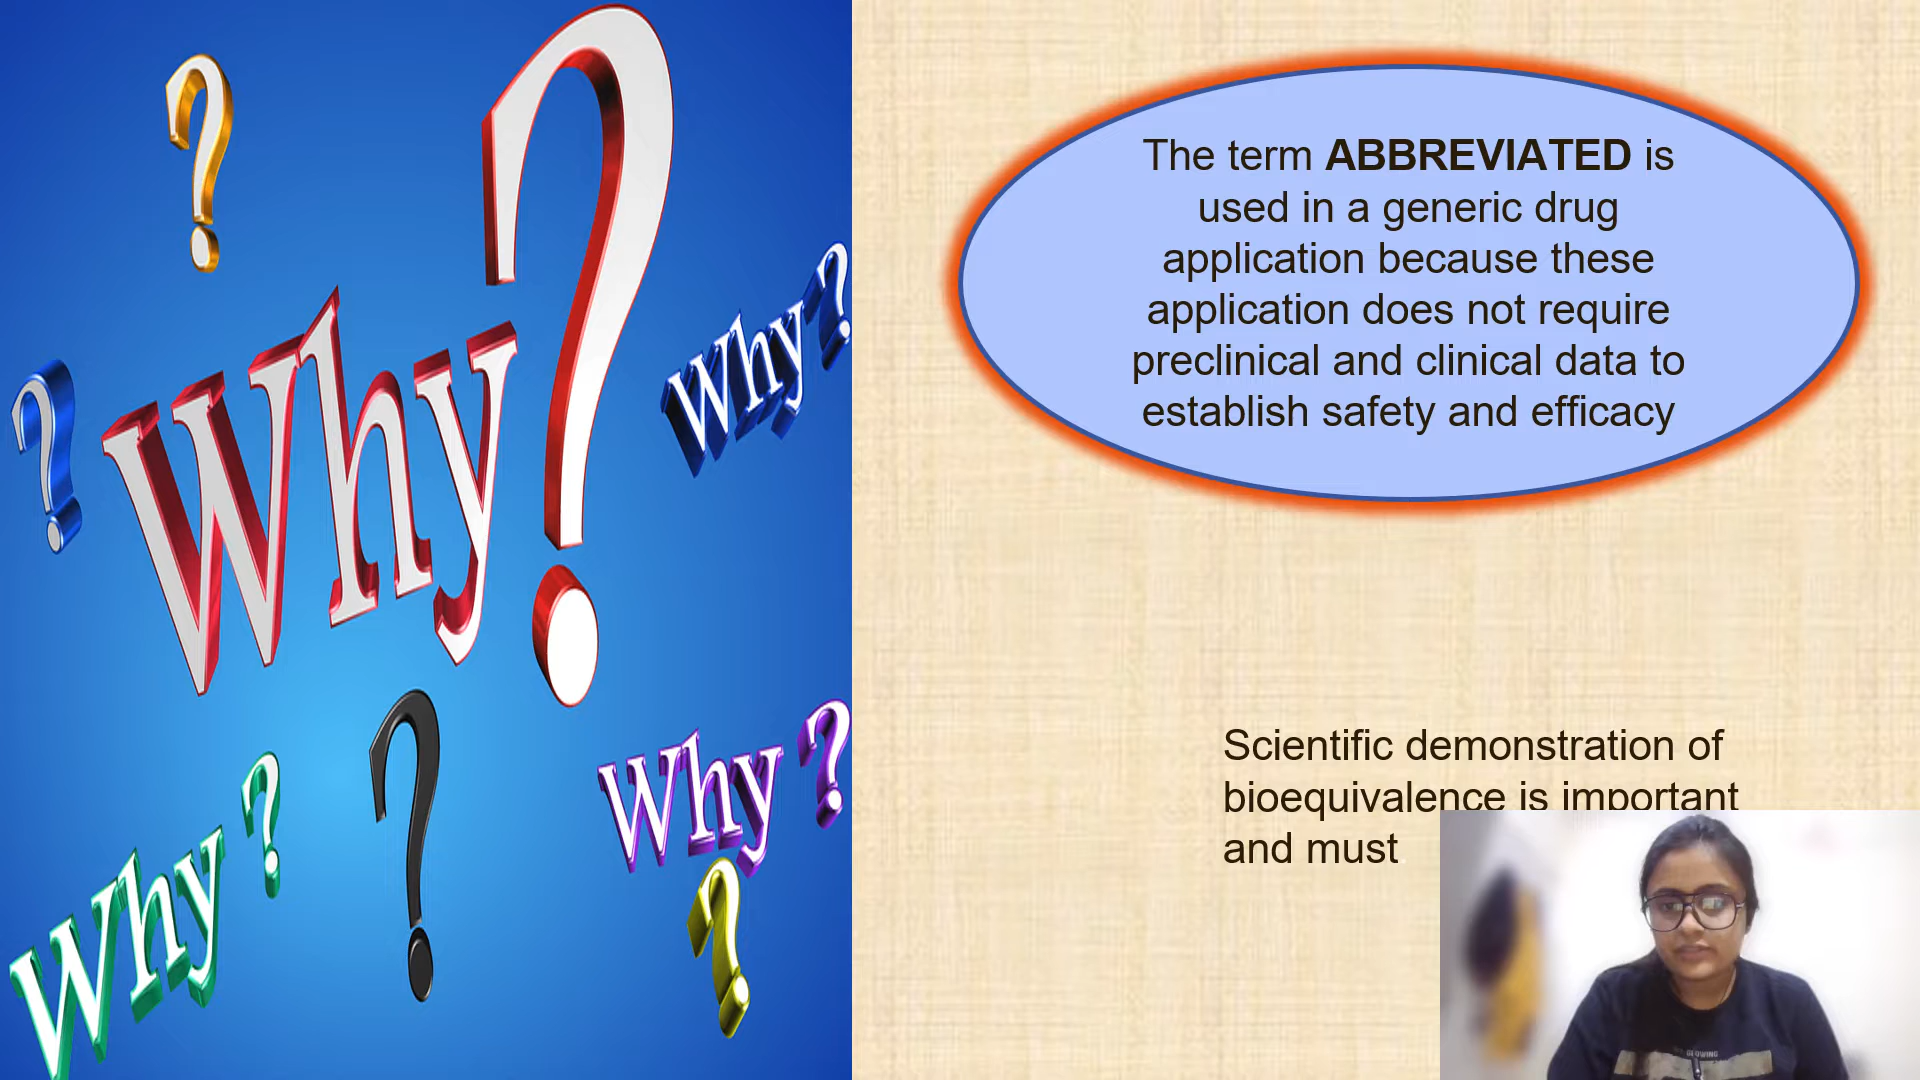 Why?
Why?
Why?
Why?
?
?
?
?
The term ABBREVIATED is
used in a generic drug
application because these
application does not require
preclinical and clinical data to
establish safety and efficacy
Scientific demonstration of
bioequivalence is important
and must